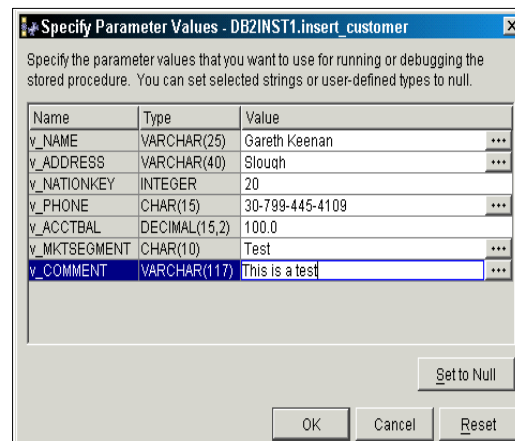 Specify Parameter Values - DB2INST1.insert_customer
Specify the parameter values that you want to use for running or debugging the
stored procedure. You can set selected strings or user-defined types to null.
Name Type Value
v_NAME VARCHAR(25) Gareth Keenan ...
v_ADDRESS VARCHAR(40) Slough ...
v_NATIONKEY INTEGER 20
v_PHONE CHAR(15) 30-799-445-4109 ...
v_ACCTBAL DECIMAL(15,2) 100.0
v_MKTSEGMENT CHAR(10) Test ...
v_COMMENT VARCHAR(117) This is a test ...
Set to Null
OK Cancel Reset